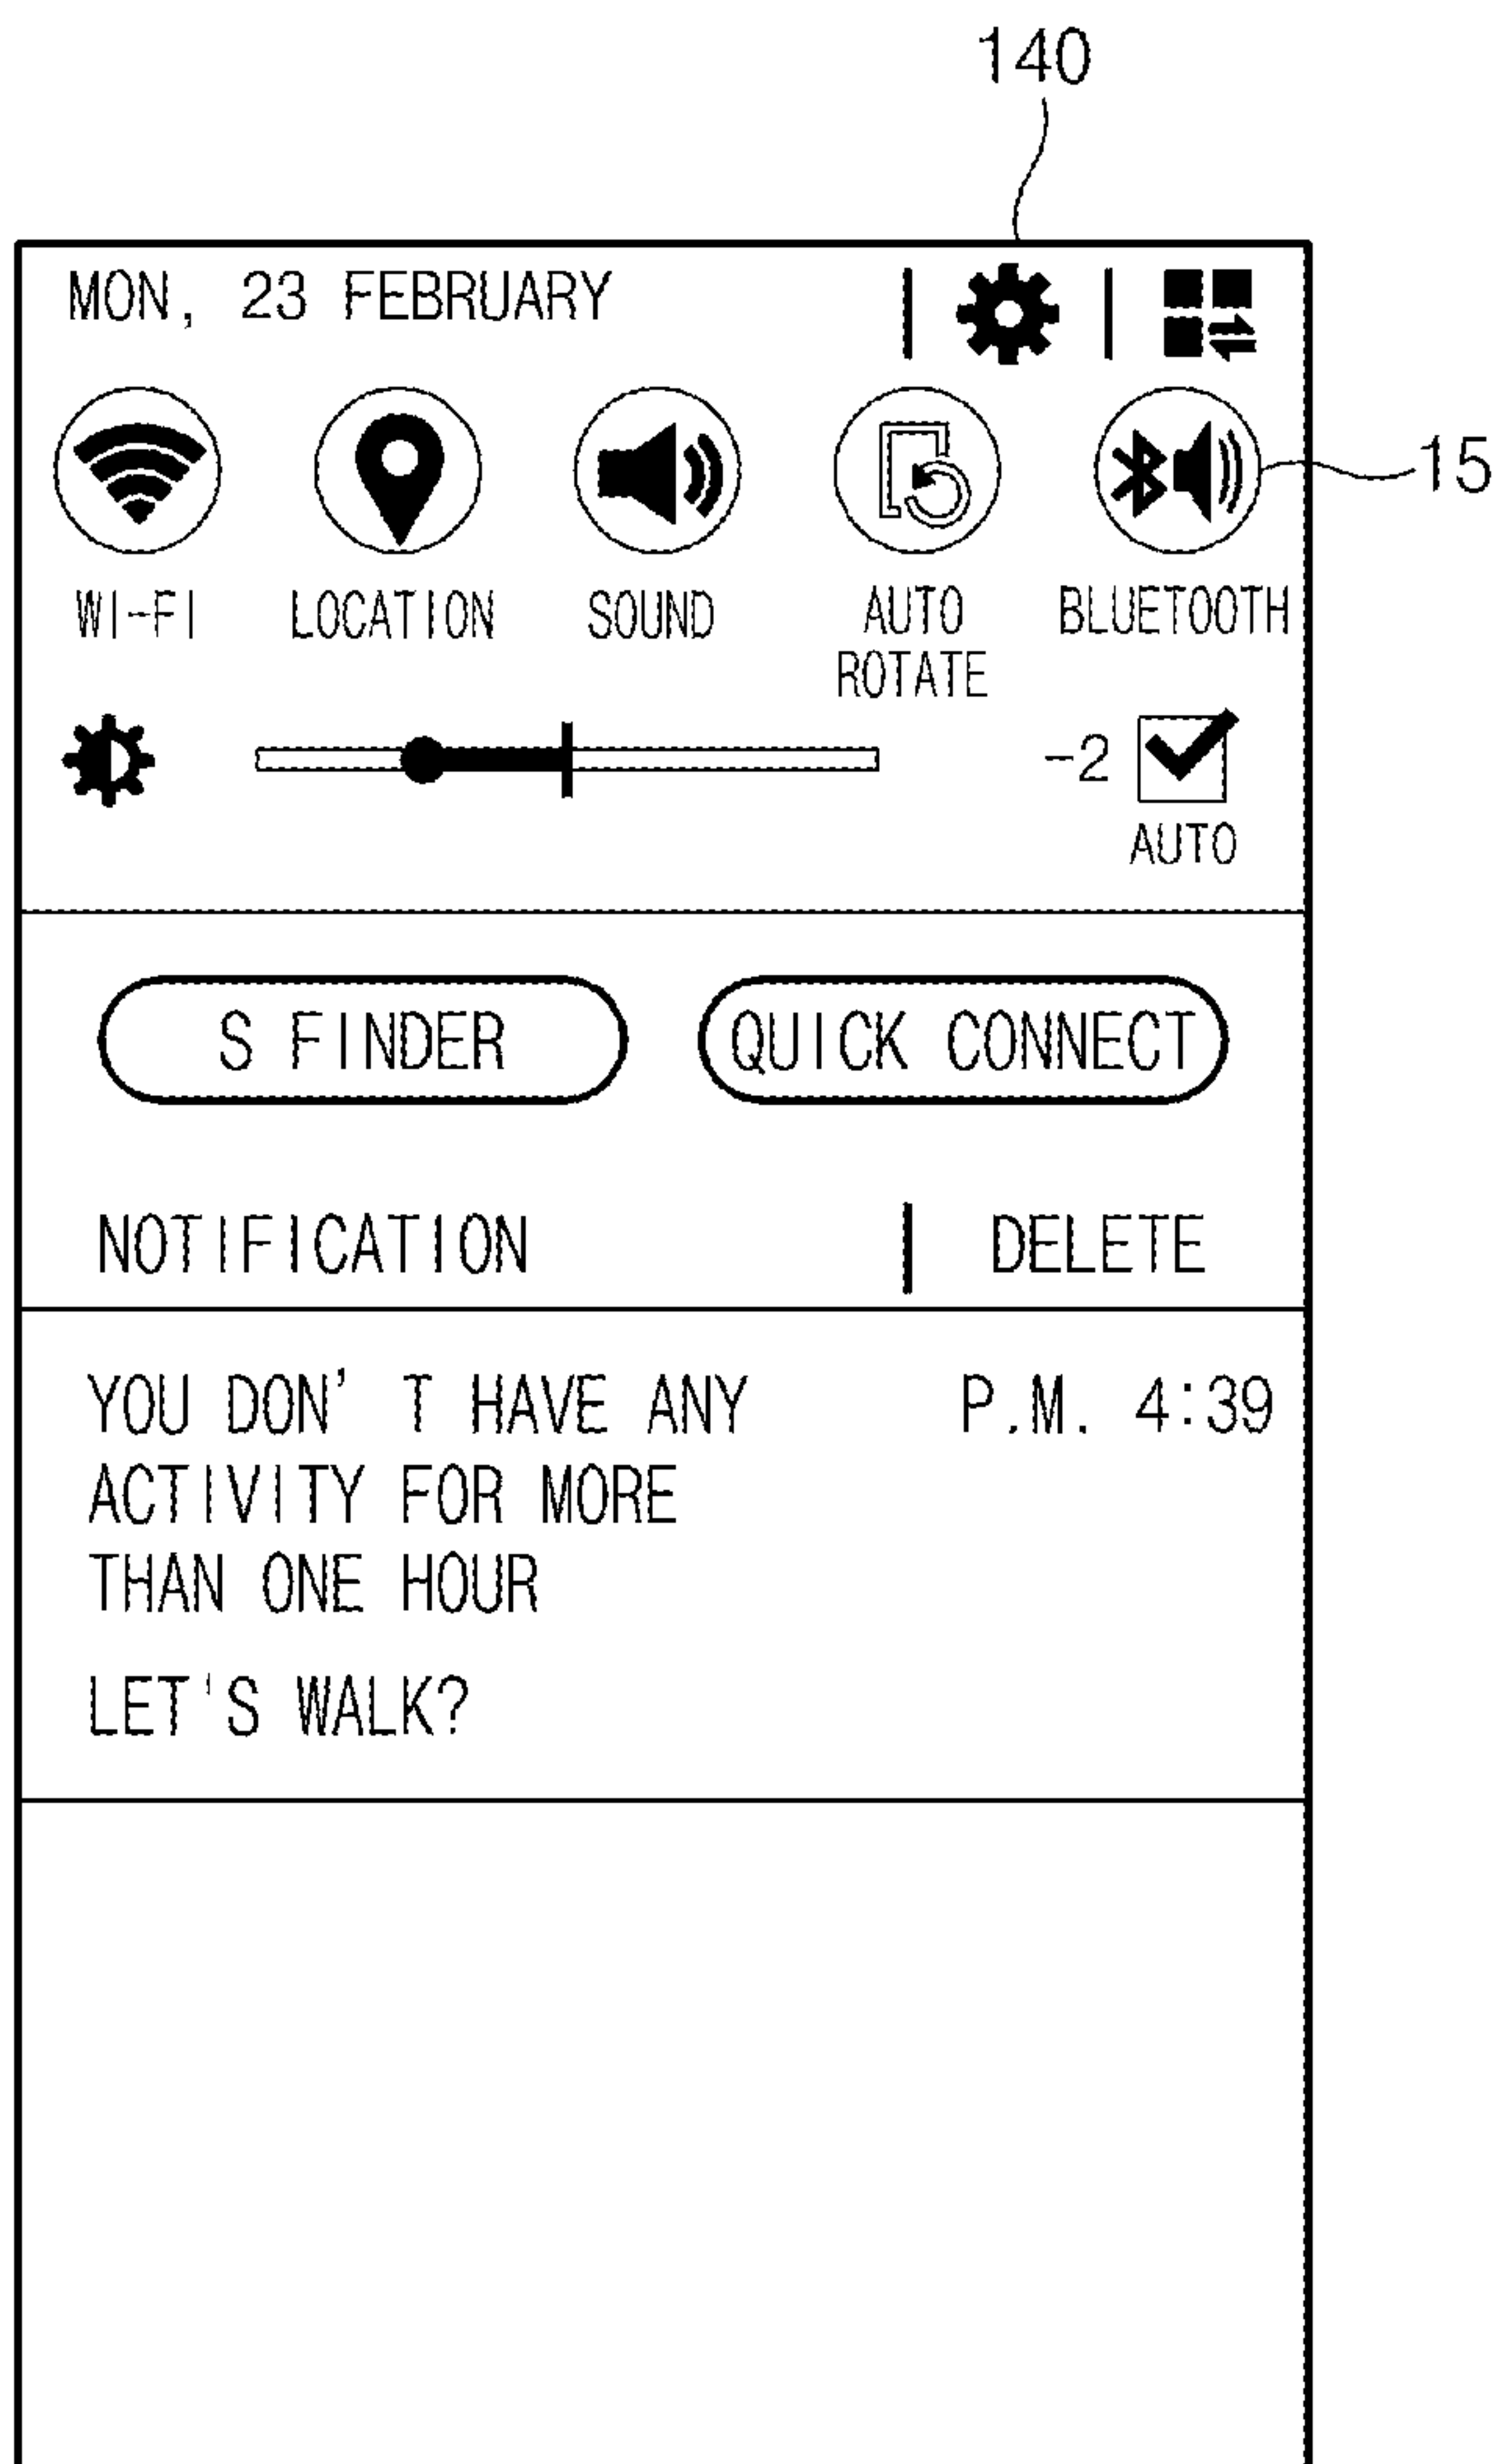 140
MON, 23 FEBRUARY
15
WI-FI LOCATION SOUND AUTO ROTATE BLUETOOTH
-2
AUTO
S FINDER QUICK CONNECT
NOTIFICATION DELETE
YOU DON' T HAVE ANY P.M. 4:39
ACTIVITY FOR MORE
THAN ONE HOUR
LET'S WALK?